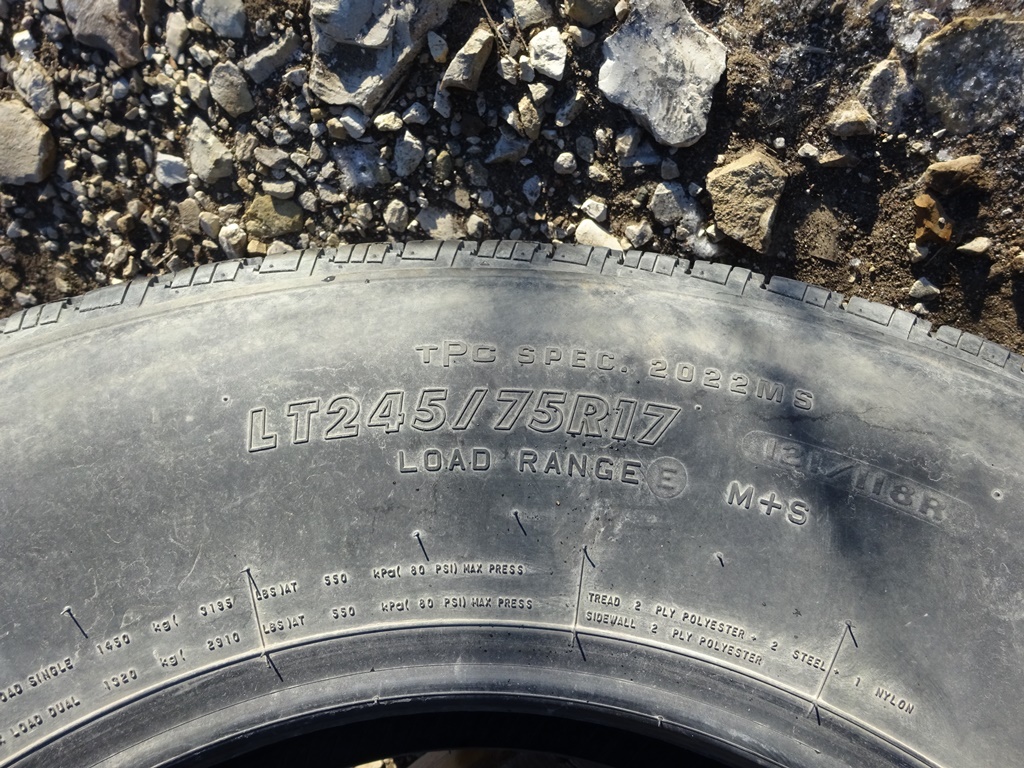 TPC SPEC. 2022MS
LT245/75R17
LOAD RANGE E
121/118R
M+S
OAD SINGLE 1450 kg( 3195 LBS)AT 550 kPa( 80 PSI) MAX PRESS
LOAD DUAL 1320 kg( 2910 LBS)AT 550 kPa( 80 PSI) MAX PRESS
TREAD 2 PLY POLYESTER + 2 STEEL + 1 NYLON
SIDEWALL 2 PLY POLYESTER